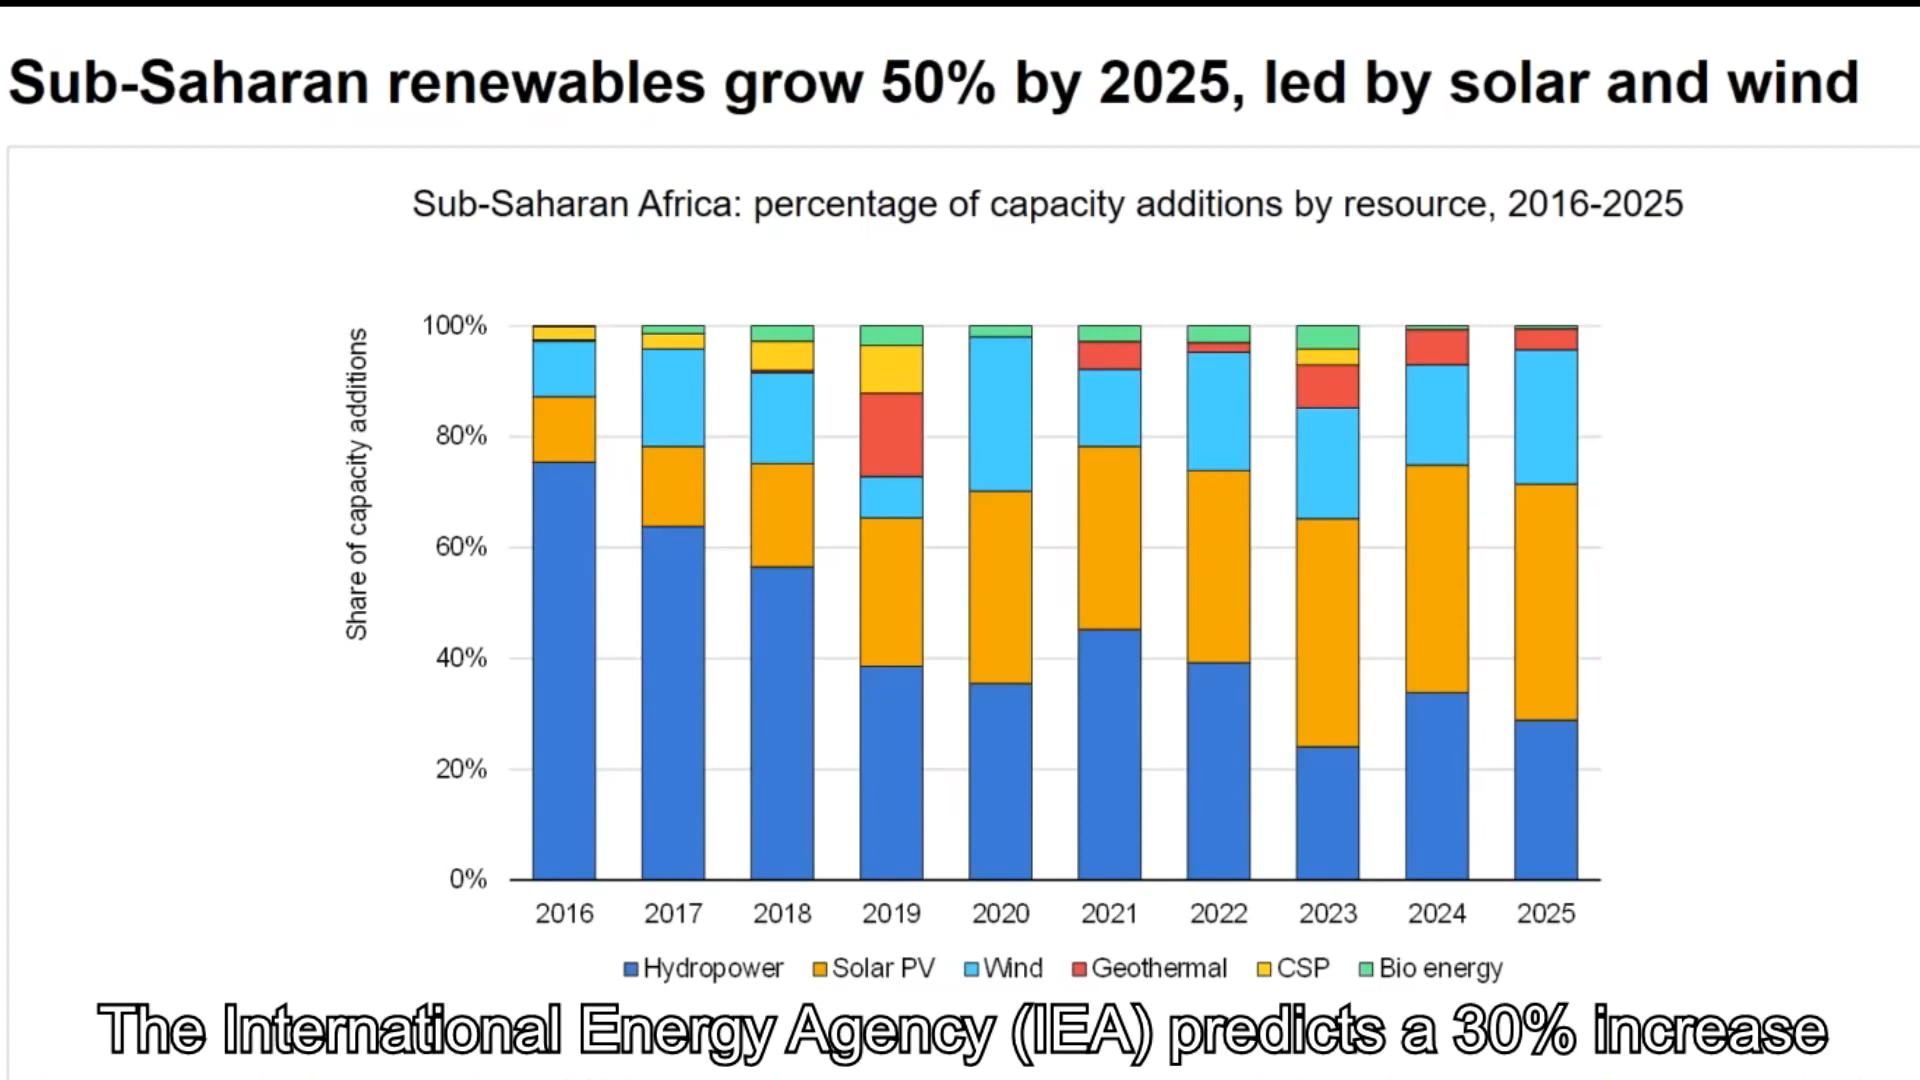 Sub-Saharan renewables grow 50% by 2025, led by solar and wind
Sub-Saharan Africa: percentage of capacity additions by resource, 2016-2025
Share of capacity additions
100%
80%
60%
40%
20%
0%
2016 2017 2018 2019 2020 2021 2022 2023 2024 2025
Hydropower Solar PV Wind Geothermal CSP Bio energy
The International Energy Agency (IEA) predicts a 30% increase